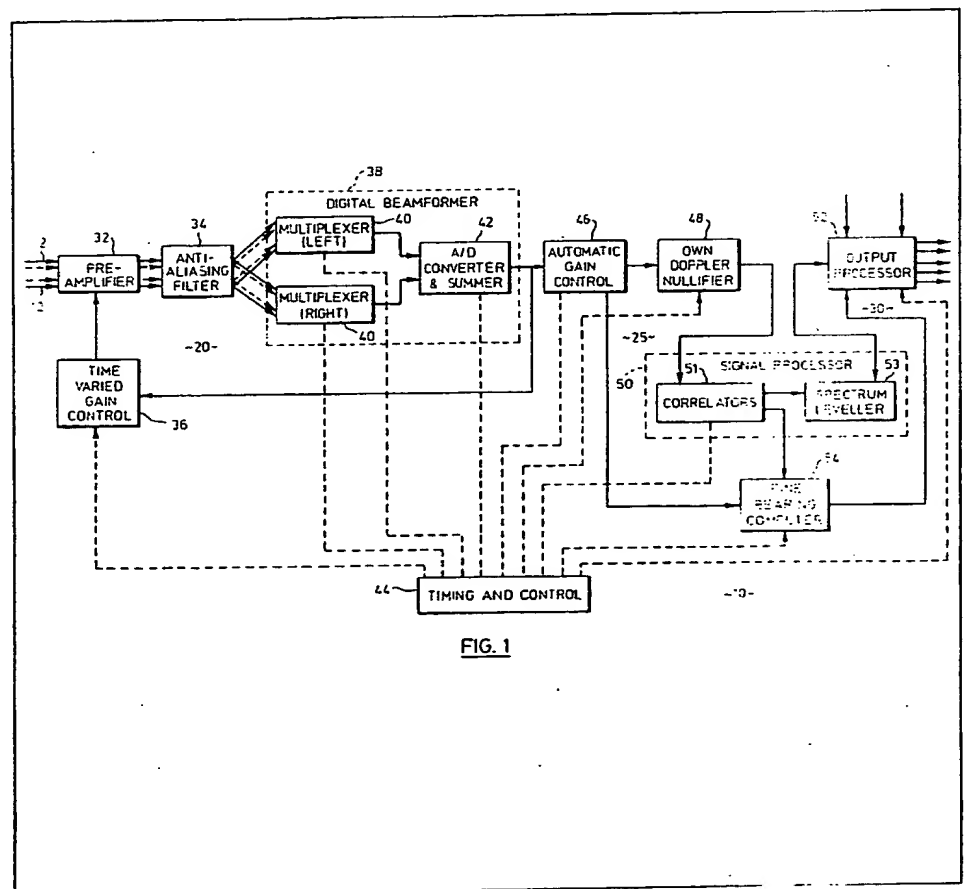 38
DIGITAL BEAMFORMER
2
32
34
40
42
46
48
PRE-
AMPLIFIER
ANTI-
ALIASING
FILTER
MULTIPLEXER
(LEFT)
MULTIPLEXER
(RIGHT)
40
A/D
CONVERTER
& SUMMER
AUTOMATIC
GAIN
CONTROL
OWN
DOPPLER
NULLIFIER
OUTPUT
PROCESSOR
-20-
-25-
-30-
TIME
VARIED
GAIN
CONTROL
36
50
SIGNAL PROCESSOR
51
53
CORRELATORS
SPECTRUM
LEVELLER
BEARING
44
TIMING AND CONTROL
FIG. 1